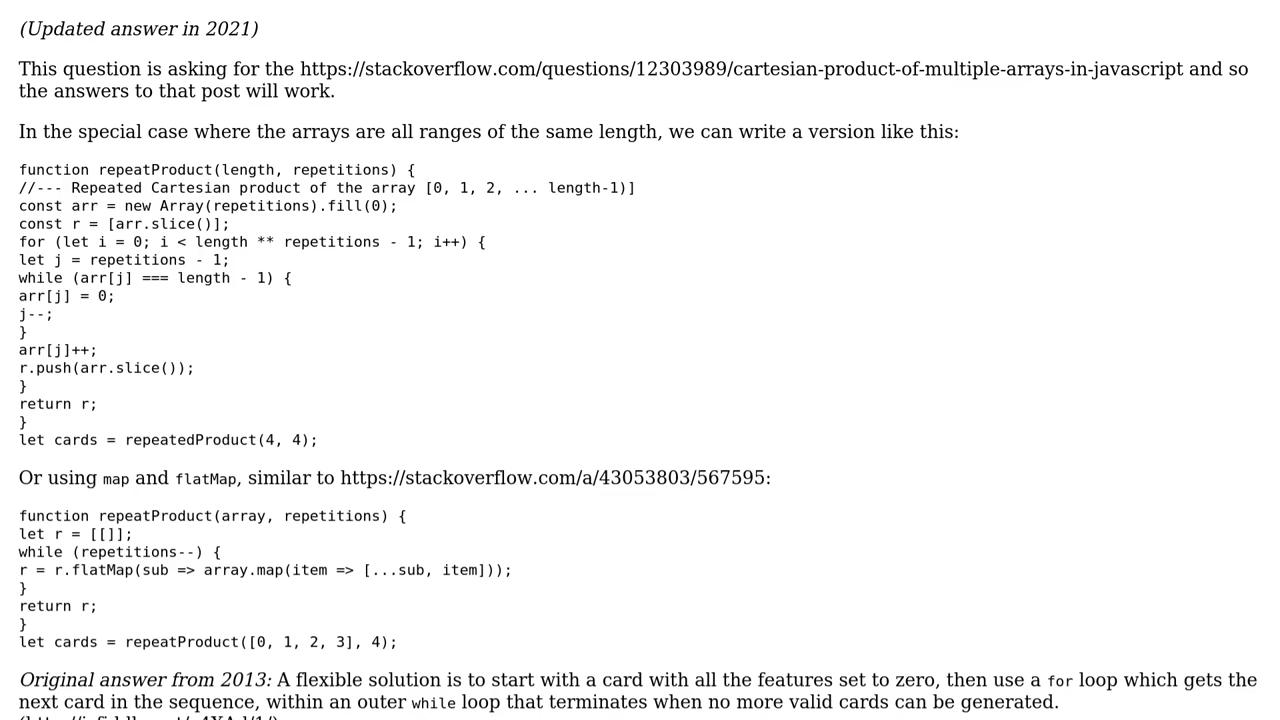 (Updated answer in 2021)
This question is asking for the https://stackoverflow.com/questions/12303989/cartesian-product-of-multiple-arrays-in-javascript and so
the answers to that post will work.
In the special case where the arrays are all ranges of the same length, we can write a version like this:
function repeatProduct(length, repetitions) {
//--- Repeated Cartesian product of the array [0, 1, 2, ... length-1)]
const arr = new Array(repetitions).fill(0);
const r = [arr.slice()];
for (let i = 0; i < length ** repetitions - 1; i++) {
let j = repetitions - 1;
while (arr[j] === length - 1) {
arr[j] = 0;
j--;
}
arr[j]++;
r.push(arr.slice());
}
return r;
}
let cards = repeatedProduct(4, 4);
Or using map and flatMap, similar to https://stackoverflow.com/a/43053803/567595:
function repeatProduct(array, repetitions) {
let r = [[]];
while (repetitions--) {
r = r.flatMap(sub => array.map(item => [...sub, item]));
}
return r;
}
let cards = repeatProduct([0, 1, 2, 3], 4);
Original answer from 2013: A flexible solution is to start with a card with all the features set to zero, then use a for loop which gets the
next card in the sequence, within an outer while loop that terminates when no more valid cards can be generated.